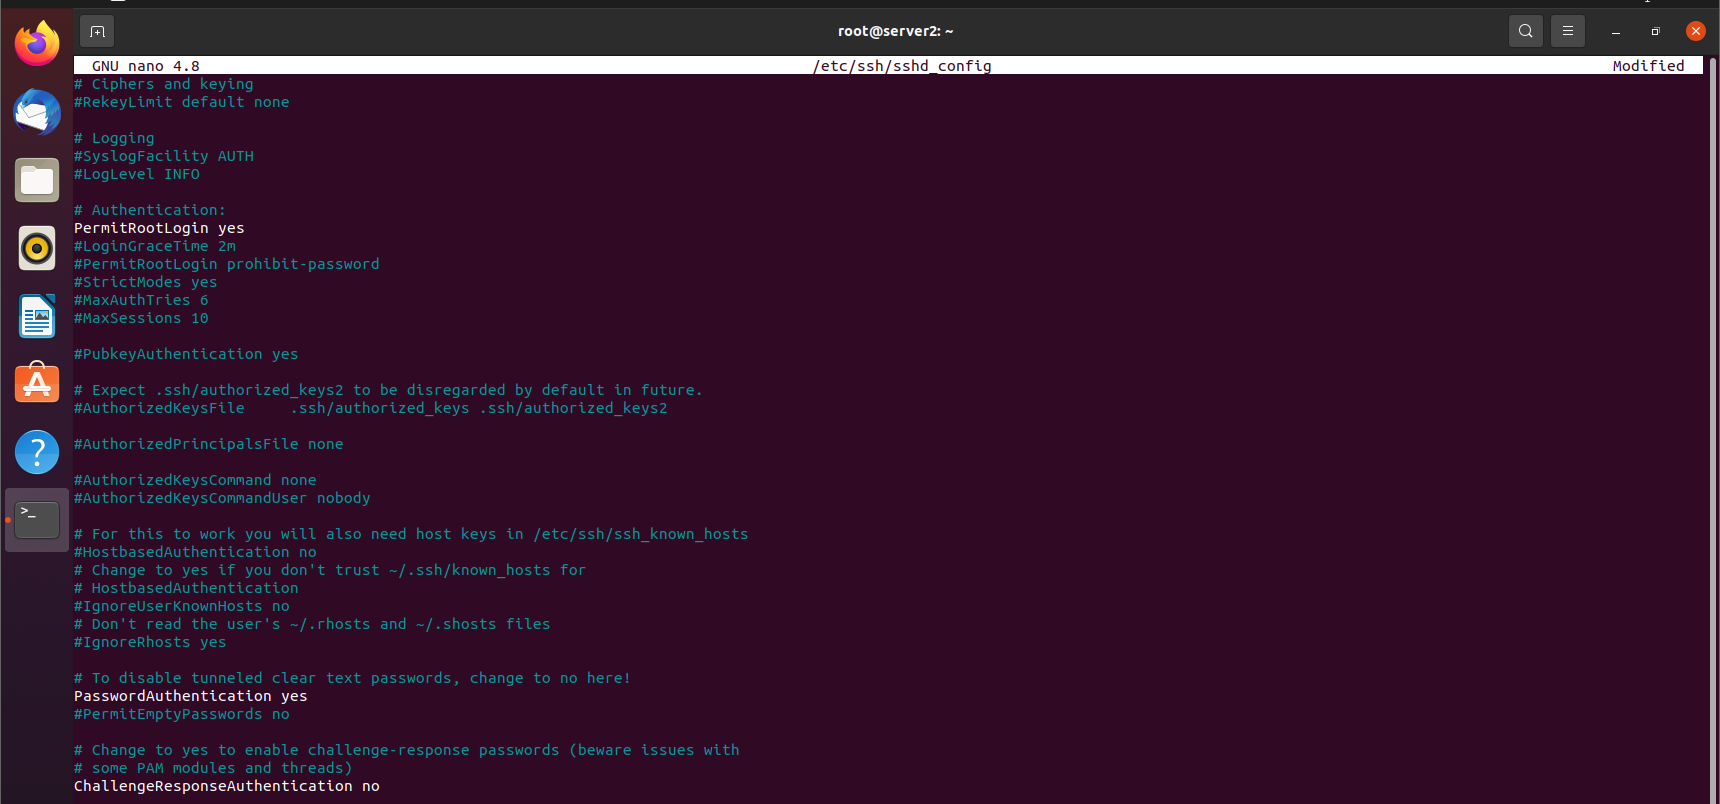 root@server2: ~
GNU nano 4.8 /etc/ssh/sshd_config Modified
# Ciphers and keying
#RekeyLimit default none
# Logging
#SyslogFacility AUTH
#LogLevel INFO
# Authentication:
PermitRootLogin yes
#LoginGraceTime 2m
#PermitRootLogin prohibit-password
#StrictModes yes
#MaxAuthTries 6
#MaxSessions 10
#PubkeyAuthentication yes
# Expect .ssh/authorized_keys2 to be disregarded by default in future.
#AuthorizedKeysFile     .ssh/authorized_keys .ssh/authorized_keys2
#AuthorizedPrincipalsFile none
#AuthorizedKeysCommand none
#AuthorizedKeysCommandUser nobody
# For this to work you will also need host keys in /etc/ssh/ssh_known_hosts
#HostbasedAuthentication no
# Change to yes if you don't trust ~/.ssh/known_hosts for
# HostbasedAuthentication
#IgnoreUserKnownHosts no
# Don't read the user's ~/.rhosts and ~/.shosts files
#IgnoreRhosts yes
# To disable tunneled clear text passwords, change to no here!
PasswordAuthentication yes
#PermitEmptyPasswords no
# Change to yes to enable challenge-response passwords (beware issues with
# some PAM modules and threads)
ChallengeResponseAuthentication no